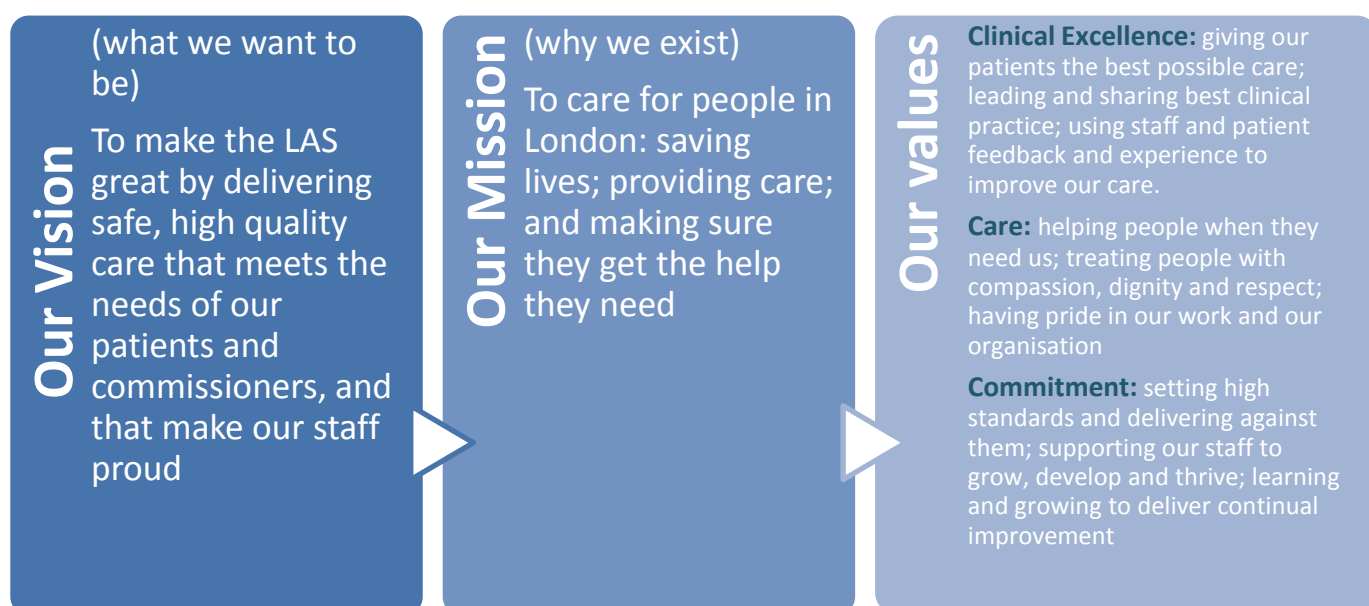 Our Vision
(what we want to
be)
To make the LAS
great by delivering
safe, high quality
care that meets the
needs of our
patients and
commissioners, and
that make our staff
proud
Our Mission
(why we exist)
To care for people in
London: saving
lives; providing care;
and making sure
they get the help
they need
Our values
Clinical Excellence: giving our
patients the best possible care;
leading and sharing best clinical
practice; using staff and patient
feedback and experience to
improve our care.
Care: helping people when they
need us; treating people with
compassion, dignity and respect;
having pride in our work and our
organisation
Commitment: setting high
standards and delivering against
them; supporting our staff to
grow, develop and thrive; learning
and growing to deliver continual
improvement